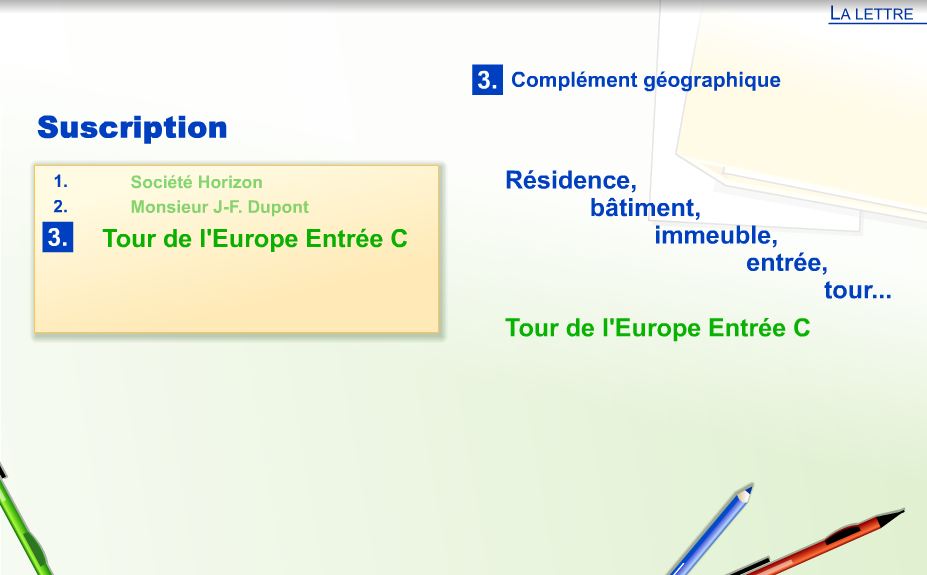 LA LETTRE
Suscription
1. Société Horizon
2. Monsieur J-F. Dupont
3. Tour de l'Europe Entrée C
3. Complément géographique
Résidence,
bâtiment,
immeuble,
entrée,
tour...
Tour de l'Europe Entrée C